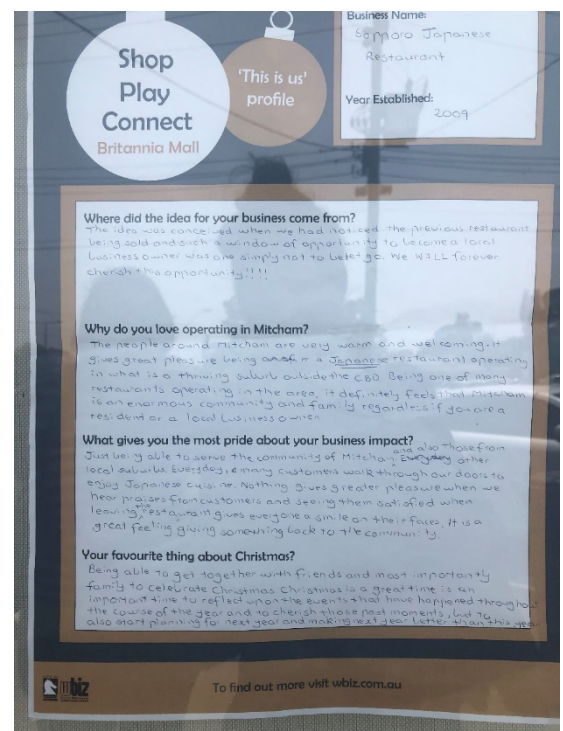 Shop
Play
Connect
Britannia Mall
'This is us'
profile
Business Name:
Sapporo Japanese
Restaurant
Year Established:
2009
Where did the idea for your business come from?
The idea was conceived when we had noticed the previous restaurant
being sold and such a window of opportunity to become a local
business owner was one simply not to be let go. We WILL forever
cherish this opportunity!!!!
Why do you love operating in Mitcham?
The people around Mitcham are very warm and welcoming. It
gives great pleasure being a Japanese restaurant operating
in what is a thriving suburb outside the CBD Being one of many
restaurants operating in the area, it definitely feels that Mitcham
is an enormous community and family regardless if you are a
resident or a local business owner.
What gives you the most pride about your business impact?
Just being able to serve the community of Mitcham and also those from
other
local suburbs. Everyday, many customers walk through our doors to
enjoy Japanese cuisine. Nothing gives greater pleasure when we
hear praises from customers and seeing them satisfied when
leaving, the restaurant gives everyone a smile on their faces. It is a
great feeling giving something back to the community.
Your favourite thing about Christmas?
Being able to get together with friends and most importantly
family to celebrate Christmas Christmas is a great time is an
important time to reflect upon the events that have happened throughout
the course of the year and to cherish those past moments, but to
also start planning for next year and making next year better than this year.
biz
To find out more visit wbiz.com.au